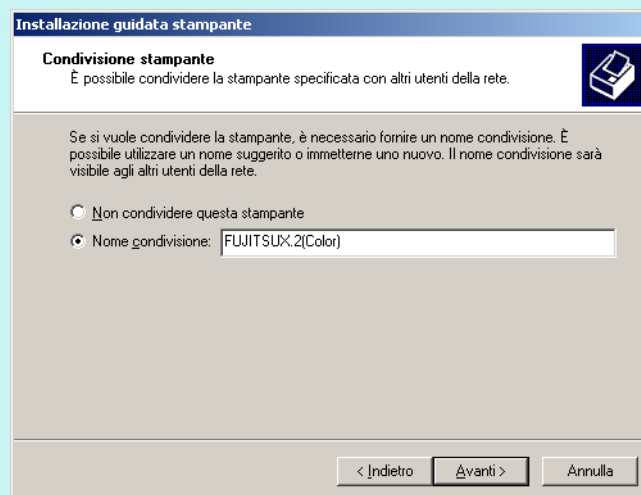 Installazione guidata stampante
Condivisione stampante
È possibile condividere la stampante specificata con altri utenti della rete.
Se si vuole condividere la stampante, è necessario fornire un nome condivisione. È
possibile utilizzare un nome suggerito o immetterne uno nuovo. Il nome condivisione sarà
visibile agli altri utenti della rete.
Non condividere questa stampante
Nome condivisione: FUJITSUX.2(Color)
< Indietro Avanti > Annulla